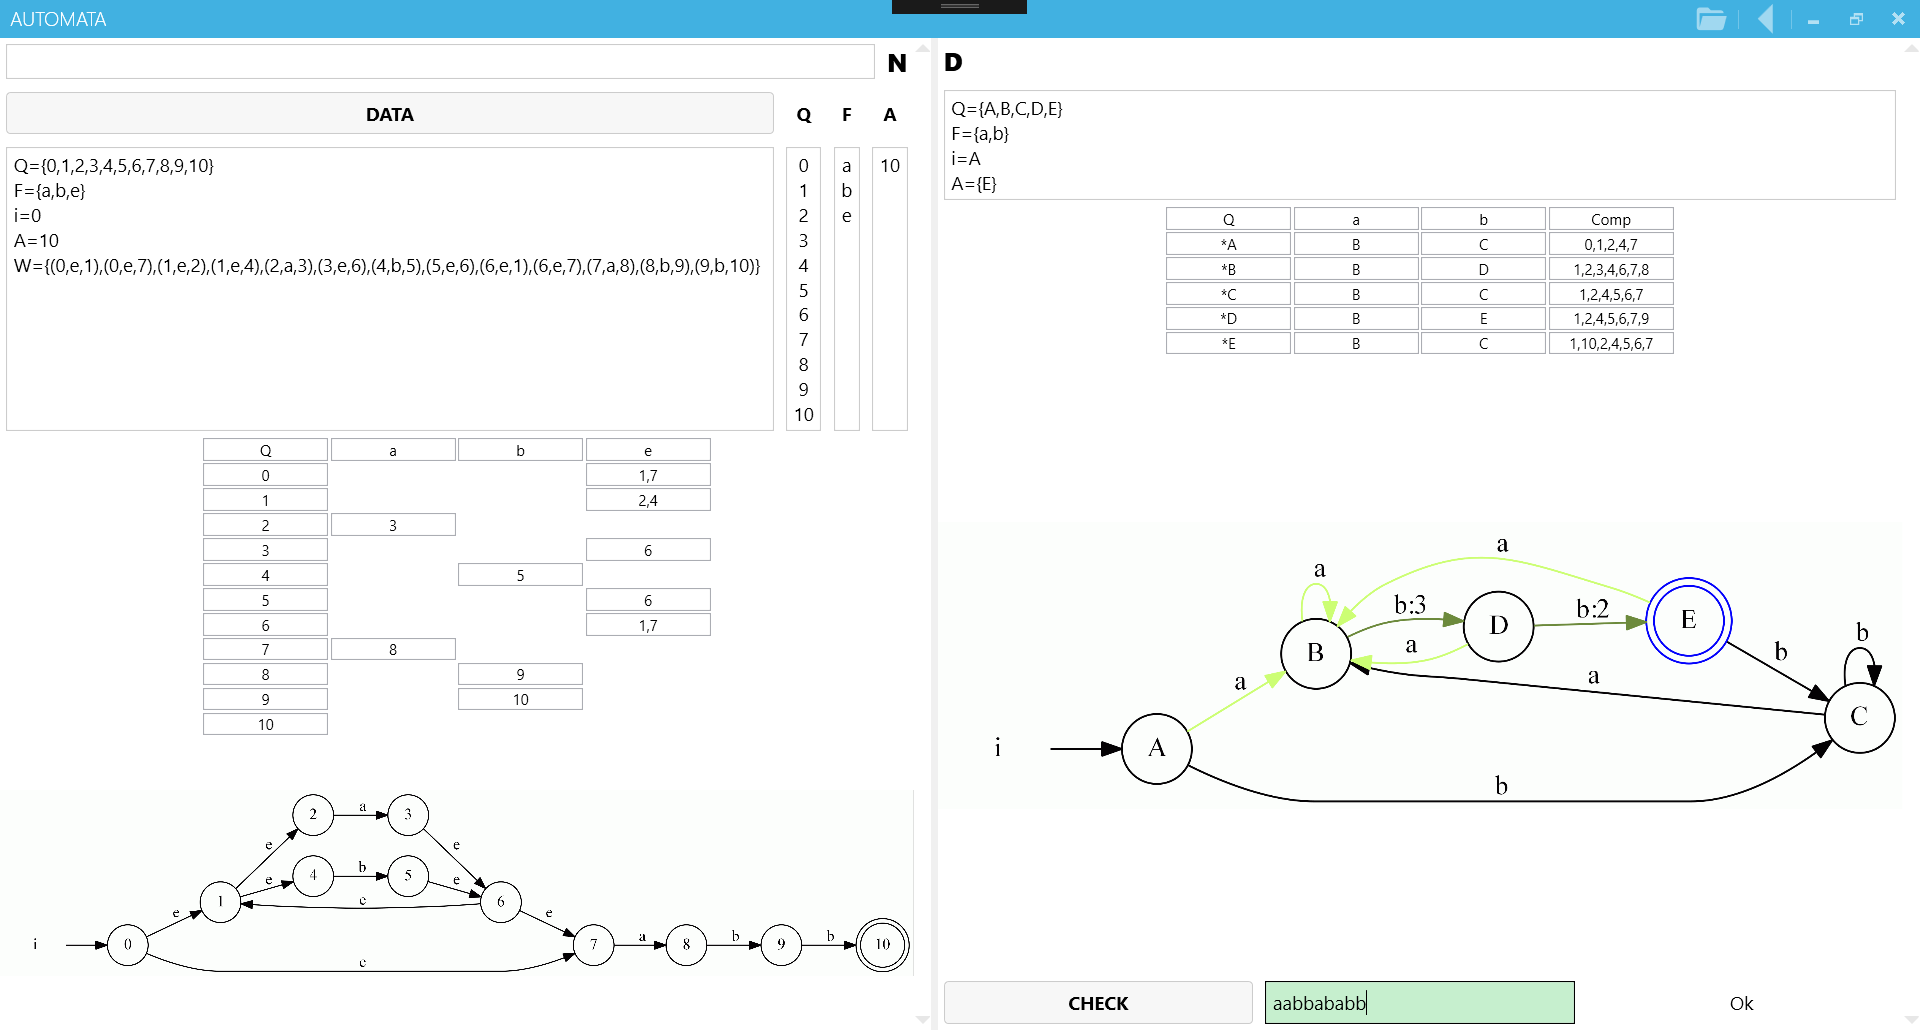 AUTOMATA
N
DATA
Q F A
Q={0,1,2,3,4,5,6,7,8,9,10}
F={a,b,e}
i=0
A=10
W={(0,e,1),(0,e,7),(1,e,2),(1,e,4),(2,a,3),(3,e,6),(4,b,5),(5,e,6),(6,e,1),(6,e,7),(7,a,8),(8,b,9),(9,b,10)}
0 a 10
1 b
2 e
3
4
5
6
7
8
9
10
Q a b e
0 1,7
1 2,4
2 3
3 6
4 5
5 6
6 1,7
7 8
8 9
9 10
10
2 a 3
e e
4 b 5
e e
1 e 6
e e
i 0 7 a 8 b 9 b 10
e
D
Q={A,B,C,D,E}
F={a,b}
i=A
A={E}
Q a b Comp
*A B C 0,1,2,4,7
*B B D 1,2,3,4,6,7,8
*C B C 1,2,4,5,6,7
*D B E 1,2,4,5,6,7,9
*E B C 1,10,2,4,5,6,7
a
a
b:3 b:2
D E
b
a
B b
a
a
C
i A
b
CHECK aabbababb Ok